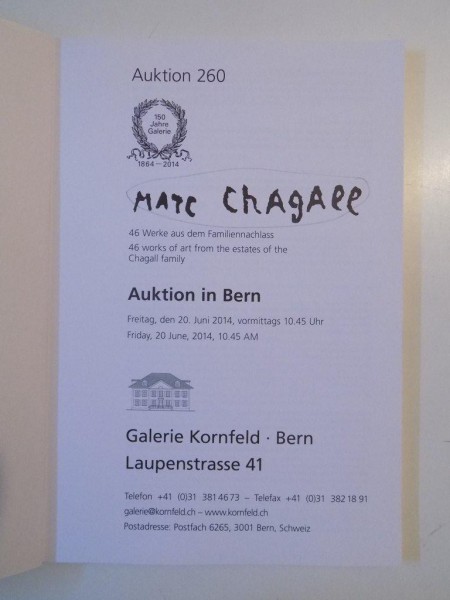 Auktion 260
150
Jahre
Galerie
1864 – 2014
MARC ChAgAll
46 Werke aus dem Familiennachlass
46 works of art from the estates of the
Chagall family
Auktion in Bern
Freitag, den 20. Juni 2014, vormittags 10.45 Uhr
Friday, 20 June, 2014, 10.45 AM
Galerie Kornfeld · Bern
Laupenstrasse 41
Telefon +41 (0)31 381 46 73 – Telefax +41 (0)31 382 18 91
galerie@kornfeld.ch – www.kornfeld.ch
Postadresse: Postfach 6265, 3001 Bern, Schweiz